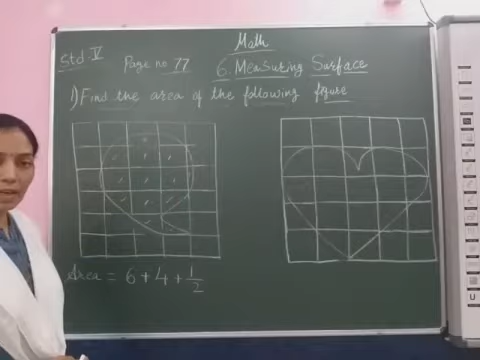 Math
Std-V Page no 77 6. Measuring Surface
1) Find the area of the following figure
Area = 6 + 4 + 1/2